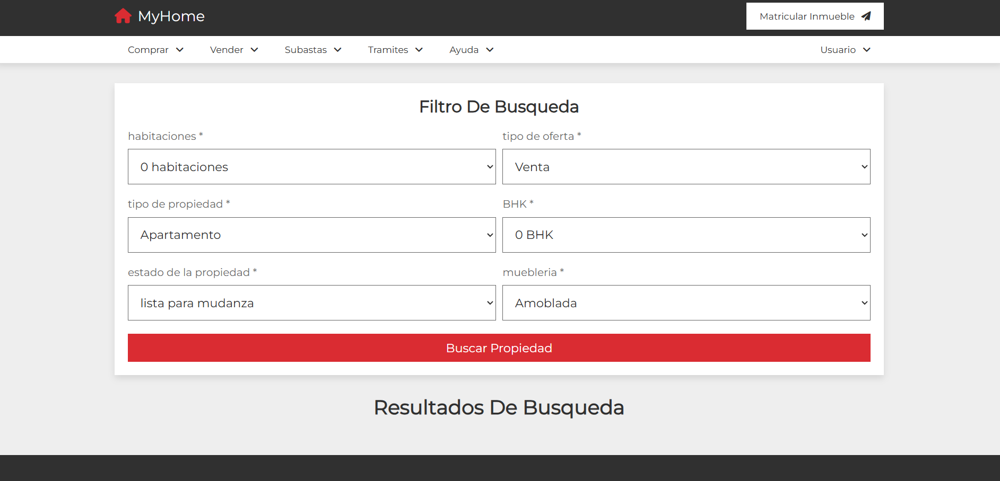 MyHome
Matricular Inmueble
Comprar
Vender
Subastas
Tramites
Ayuda
Usuario
Filtro De Busqueda
habitaciones *
tipo de oferta *
0 habitaciones
Venta
tipo de propiedad *
BHK *
Apartamento
0 BHK
estado de la propiedad *
muebleria *
lista para mudanza
Amoblada
Buscar Propiedad
Resultados De Busqueda